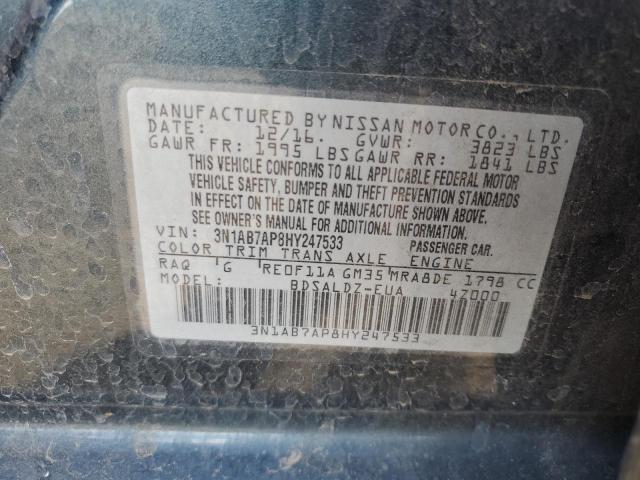 MANUFACTURED BY NISSAN MOTOR CO., LTD.
DATE: 12/16. GVWR: 3823 LBS
GAWR FR: 1995 LBS GAWR RR: 1841 LBS
THIS VEHICLE CONFORMS TO ALL APPLICABLE FEDERAL MOTOR
VEHICLE SAFETY, BUMPER AND THEFT PREVENTION STANDARDS
IN EFFECT ON THE DATE OF MANUFACTURE SHOWN ABOVE.
SEE OWNER'S MANUAL FOR ADDITIONAL INFORMATION.
VIN: 3N1AB7AP8HY247533 PASSENGER CAR.
COLOR TRIM TRANS AXLE ENGINE
RAQ G RE0F11A GM35 MRA8DE 1798 CC
MODEL: BDSALDZ-EUA 47000
3N1AB7AP8HY247533